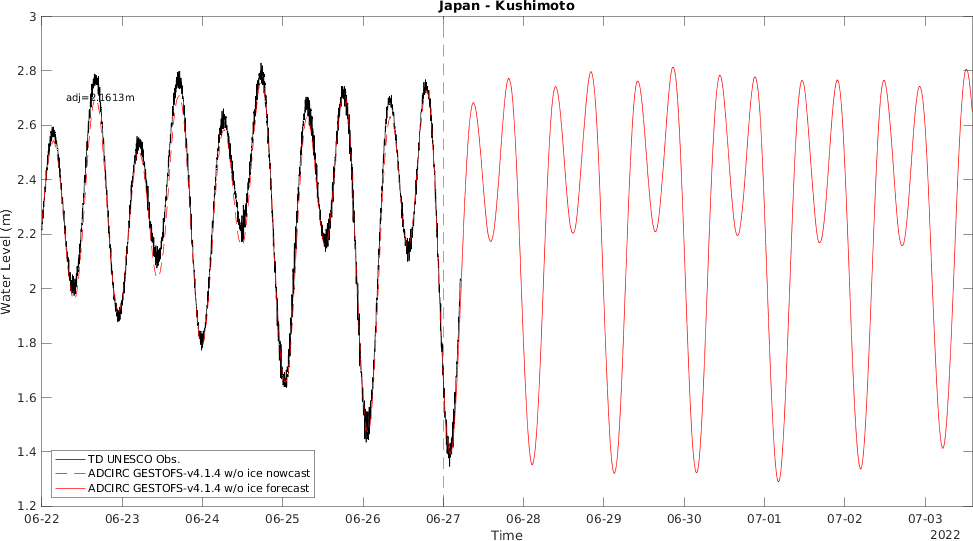 Japan - Kushimoto
3
2.8
adj=2.1613m
2.6
2.4
2.2
2
1.8
1.6
1.4
1.2
Water Level (m)
TD UNESCO Obs.
ADCIRC GESTOFS-v4.1.4 w/o ice nowcast
ADCIRC GESTOFS-v4.1.4 w/o ice forecast
06-22 06-23 06-24 06-25 06-26 06-27 06-28 06-29 06-30 07-01 07-02 07-03
Time
2022